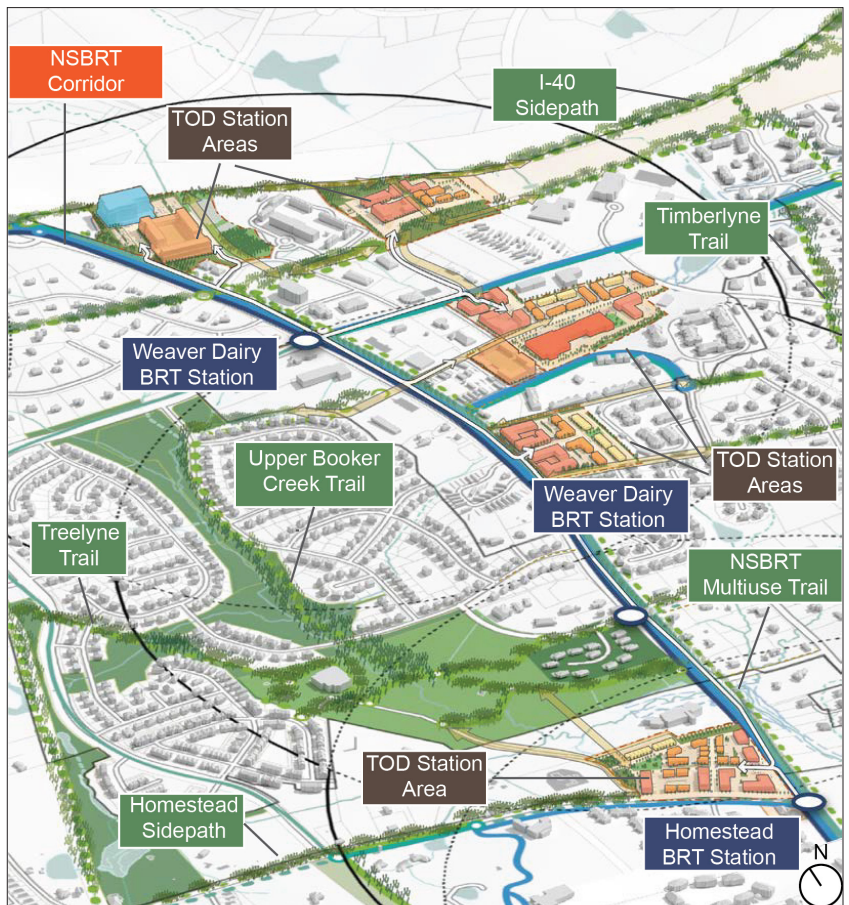 NSBRT
Corridor
I-40
Sidepath
TOD Station
Areas
Timberlyne
Trail
Weaver Dairy
BRT Station
Upper Booker
Creek Trail
TOD Station
Areas
Weaver Dairy
BRT Station
Treelyne
Trail
NSBRT
Multiuse Trail
TOD Station
Area
Homestead
Sidepath
Homestead
BRT Station
N